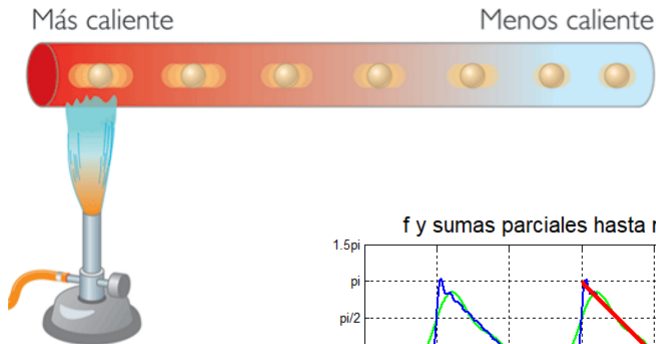 Más caliente
Menos caliente
f y sumas parciales hasta
1.5pi
pi
pi/2